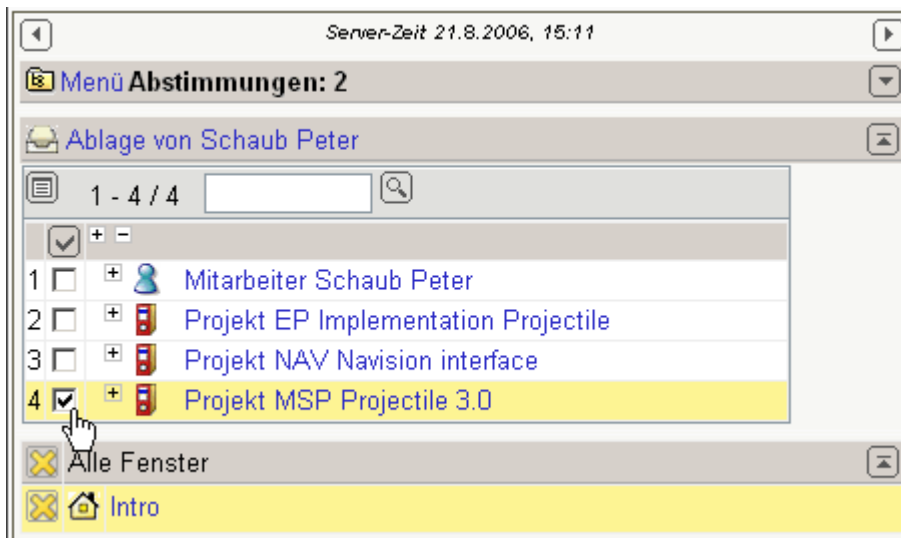 Server-Zeit 21.8.2006, 15:11
Menü Abstimmungen: 2
Ablage von Schaub Peter
1 - 4 / 4
1 Mitarbeiter Schaub Peter
2 Projekt EP Implementation Projectile
3 Projekt NAV Navision interface
4 Projekt MSP Projectile 3.0
Alle Fenster
Intro